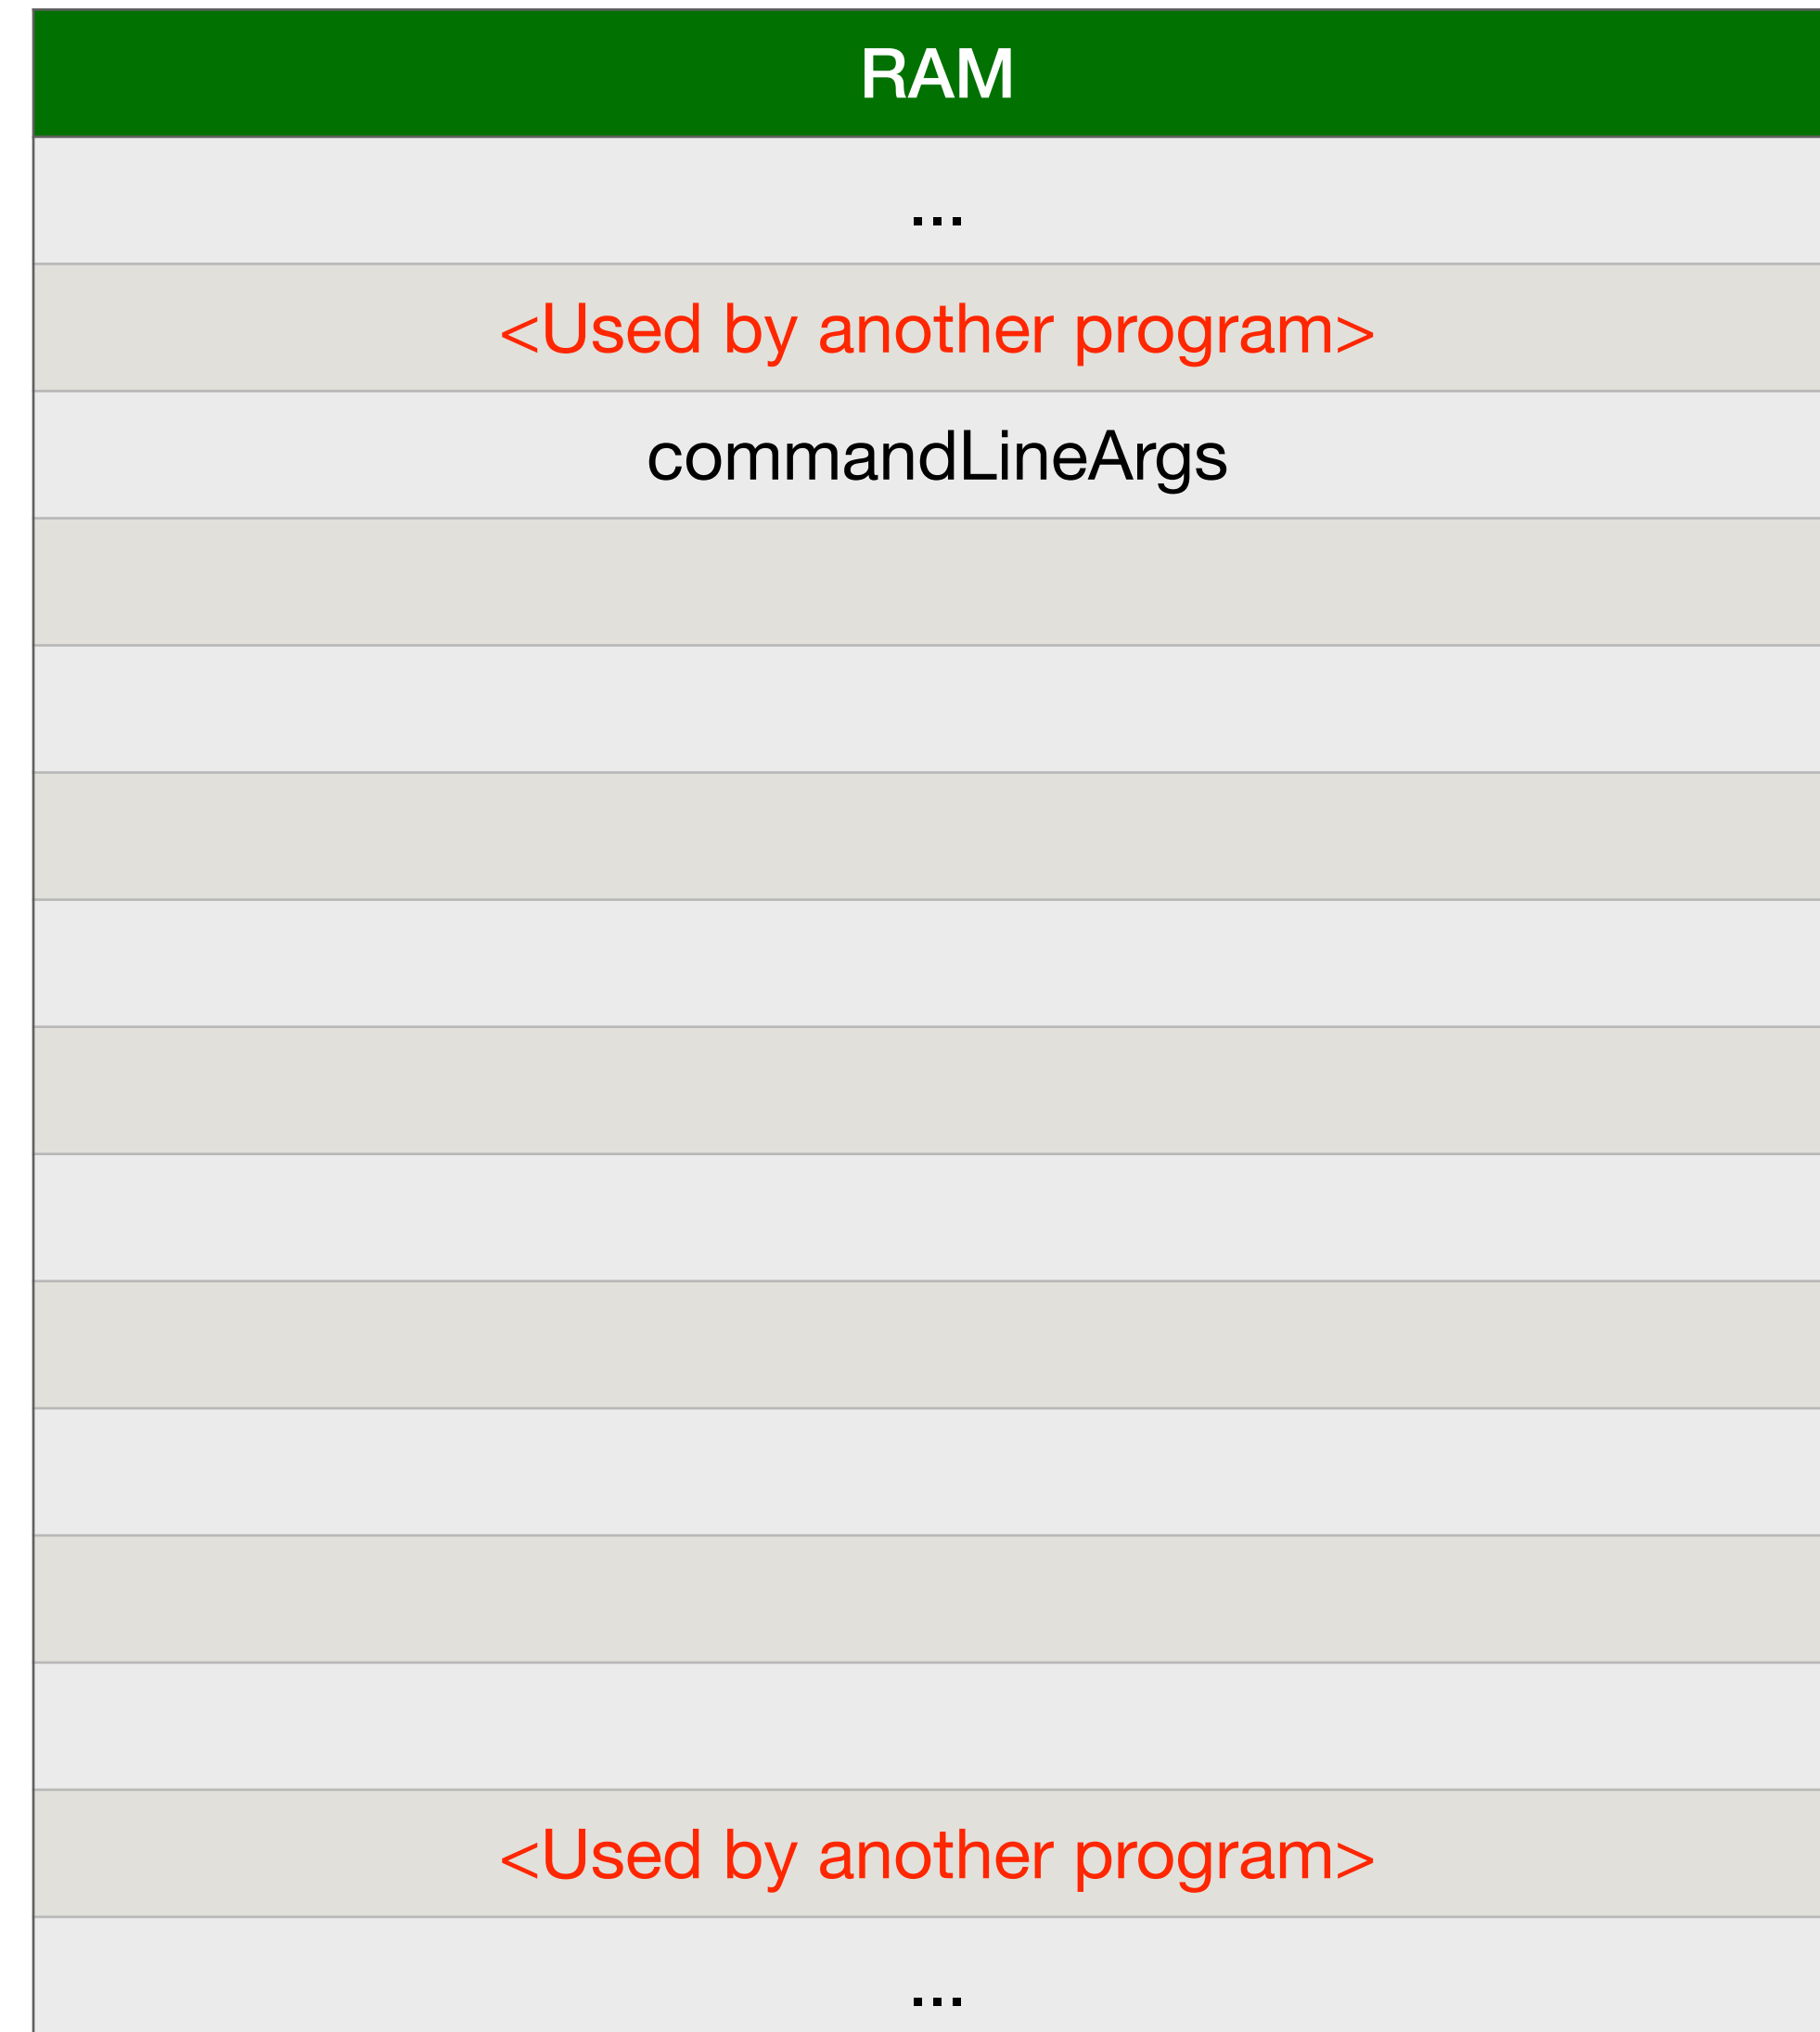 RAM
...
<Used by another program>
commandLineArgs
<Used by another program>
...